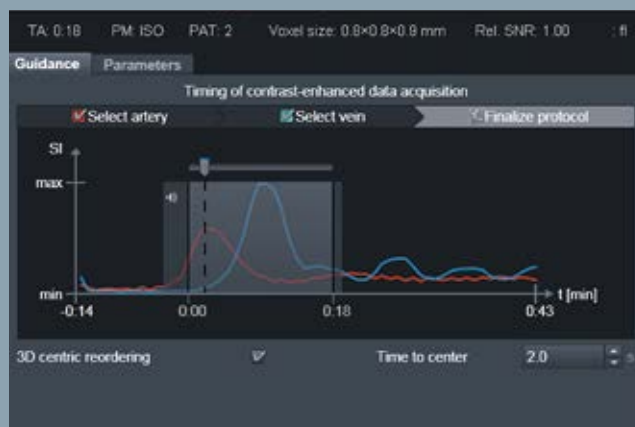 TA: 0:18 PM: ISO PAT: 2 Voxel size: 0.8×0.8×0.9 mm Rel. SNR: 1.00 : fl
Guidance Parameters
Timing of contrast-enhanced data acquisition
Select artery Select vein Finalize protocol
SI
max
min
t [min]
-0:14 0:00 0:18 0:43
3D centric reordering Time to center 2.0 s